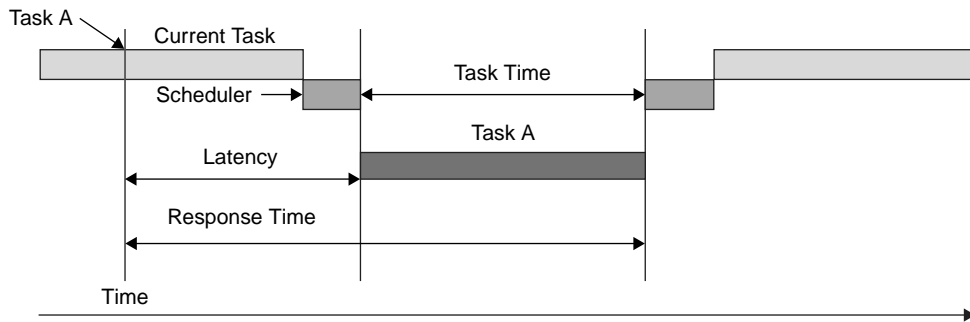 Task A
Current Task
Scheduler
Task Time
Task A
Latency
Response Time
Time